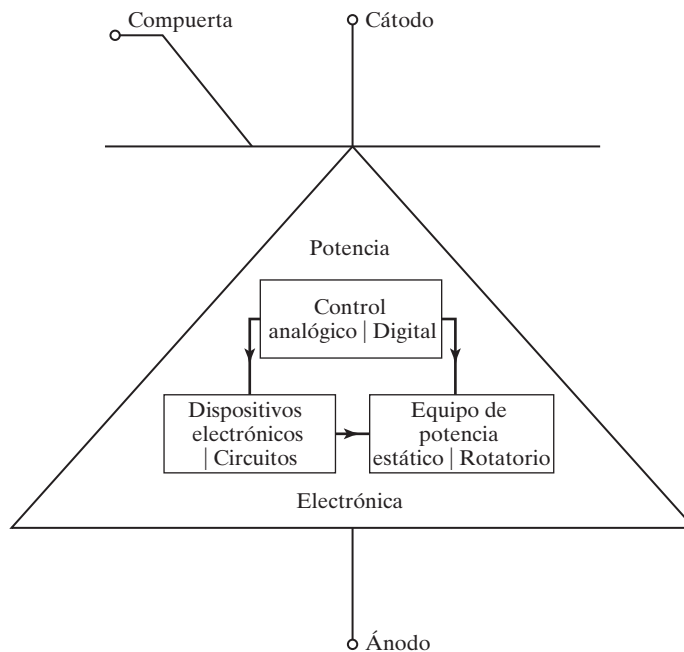 Compuerta
Cátodo
Potencia
Control
analógico | Digital
Dispositivos
electrónicos
| Circuitos
Equipo de
potencia
estático | Rotatorio
Electrónica
Ánodo